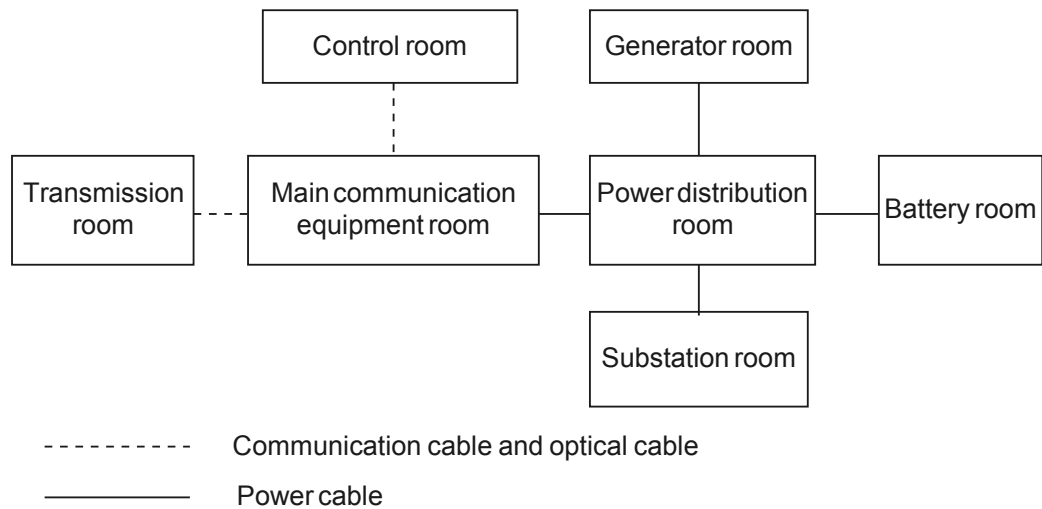 Control room
Generator room
Transmission
room
Main communication
equipment room
Power distribution
room
Battery room
Substation room
Communication cable and optical cable
Power cable